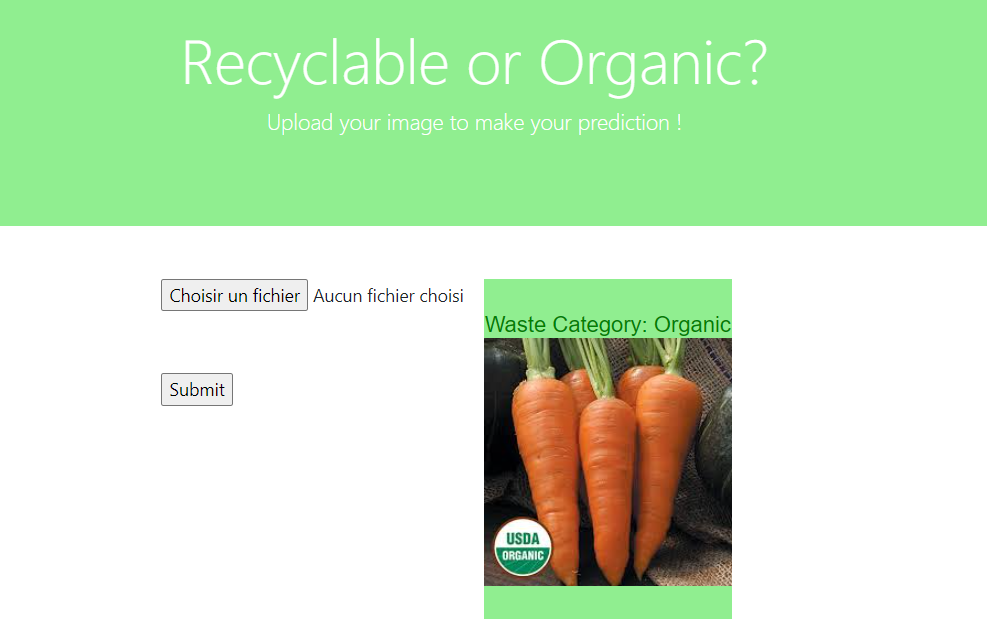 Recyclable or Organic?
Upload your image to make your prediction !
Choisir un fichier Aucun fichier choisi
Submit
Waste Category: Organic
USDA
ORGANIC